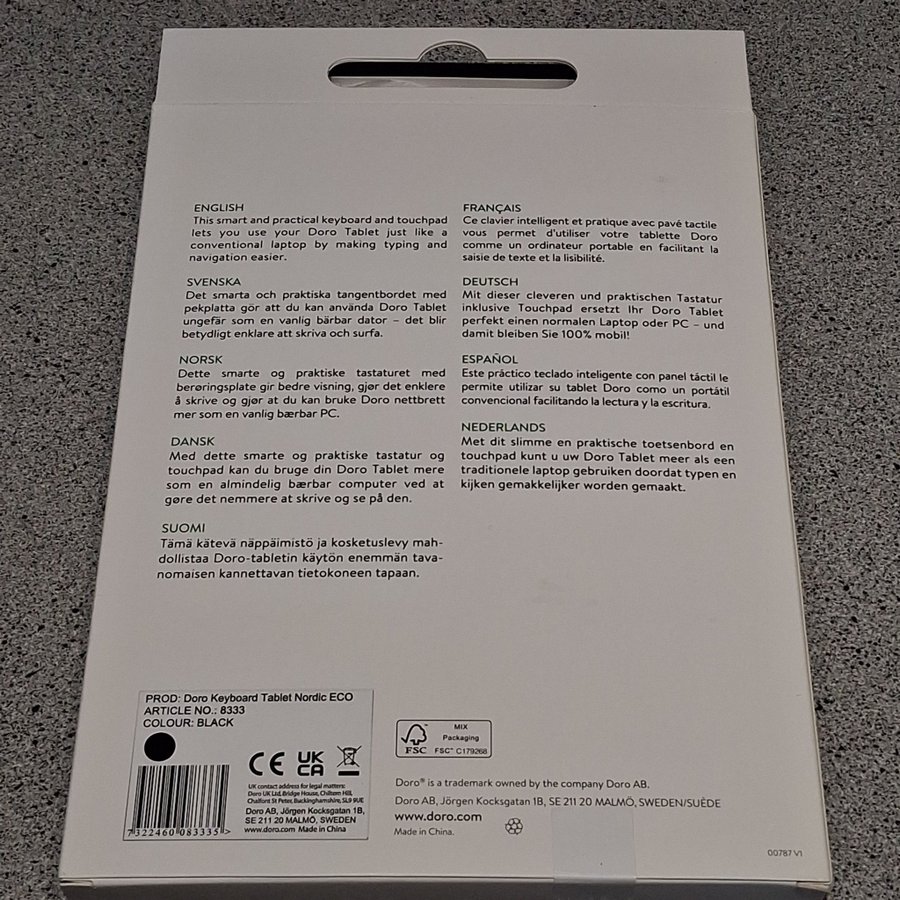 ENGLISH
This smart and practical keyboard and touchpad
lets you use your Doro Tablet just like a
conventional laptop by making typing and
navigation easier.
SVENSKA
Det smarta och praktiska tangentbordet med
pekplatta gör att du kan använda Doro Tablet
ungefär som en vanlig bärbar dator – det blir
betydligt enklare att skriva och surfa.
NORSK
Dette smarte og praktiske tastaturet med
berøringsplate gir bedre visning, gjør det enklere
å skrive og gjør at du kan bruke Doro nettbrett
mer som en vanlig bærbar PC.
DANSK
Med dette smarte og praktiske tastatur og
touchpad kan du bruge din Doro Tablet mere
som en almindelig bærbar computer ved at
gøre det nemmere at skrive og se på den.
SUOMI
Tämä kätevä näppäimistö ja kosketuslevy mah-
dollistaa Doro-tabletin käytön enemmän tava-
nomaisen kannettavan tietokoneen tapaan.
FRANÇAIS
Ce clavier intelligent et pratique avec pavé tactile
vous permet d'utiliser votre tablette Doro
comme un ordinateur portable en facilitant la
saisie de texte et la lisibilité.
DEUTSCH
Mit dieser cleveren und praktischen Tastatur
inklusive Touchpad ersetzt Ihr Doro Tablet
perfekt einen normalen Laptop oder PC – und
damit bleiben Sie 100% mobil!
ESPAÑOL
Este práctico teclado inteligente con panel táctil le
permite utilizar su tablet Doro como un portátil
convencional facilitando la lectura y la escritura.
NEDERLANDS
Met dit slimme en praktische toetsenbord en
touchpad kunt u uw Doro Tablet meer als een
traditionele laptop gebruiken doordat typen en
kijken gemakkelijker worden gemaakt.
PROD: Doro Keyboard Tablet Nordic ECO
ARTICLE NO.: 8333
COLOUR: BLACK
CE UK CA
UK contact address for legal matters:
Doro UK Ltd, Bridge House, Chiltern Hill,
Chalfont St Peter, Buckinghamshire, SL9 9UE
Doro AB, Jörgen Kocksgatan 1B,
SE 211 20 MALMÖ, SWEDEN
www.doro.com Made in China
7 322460 083335 >
FSC
MIX
Packaging
FSC™ C179268
Doro® is a trademark owned by the company Doro AB.
Doro AB, Jörgen Kocksgatan 1B, SE 211 20 MALMÖ, SWEDEN/SUÈDE
www.doro.com
Made in China.
00787 V1